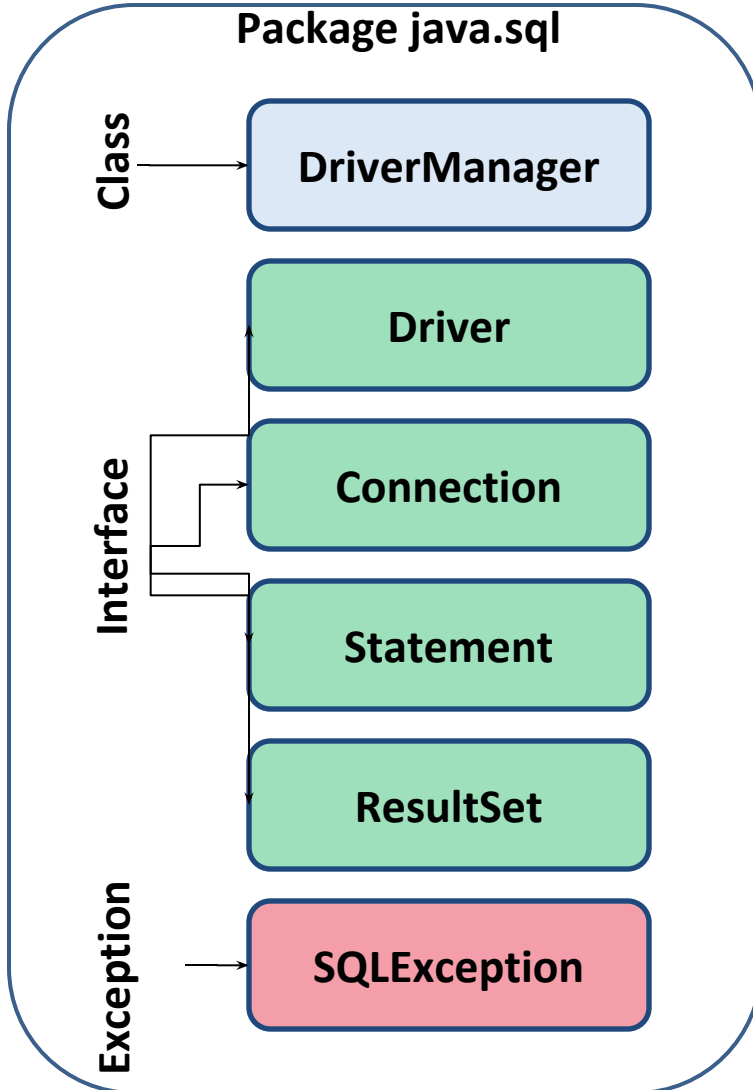 Package java.sql
Class
DriverManager
Interface
Driver
Connection
Statement
ResultSet
Exception
SQLException